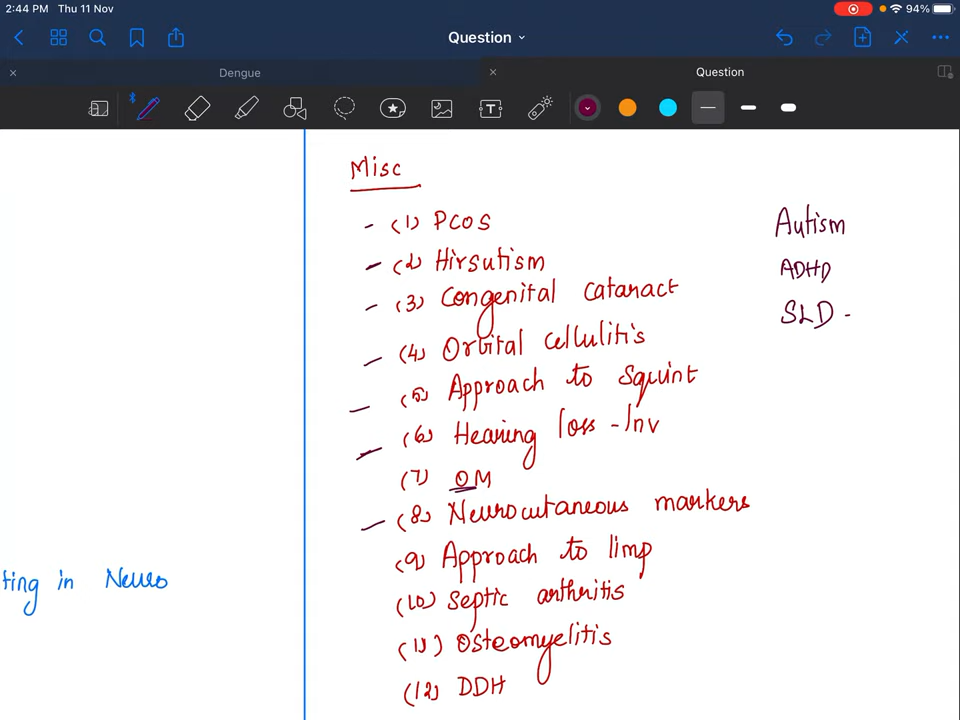 2:44 PM Thu 11 Nov
94%
Question
Dengue
Question
Misc
(1) PCOS
(2) Hirsutism
(3) Congenital cataract
(4) Orbital cellulitis
(5) Approach to Squint
(6) Hearing loss - Inv
(7) OM
(8) Neurocutaneous markers
(9) Approach to limp
(10) Septic arthritis
(11) Osteomyelitis
(12) DDH
Autism
ADHD
SLD -
ting in Neuro